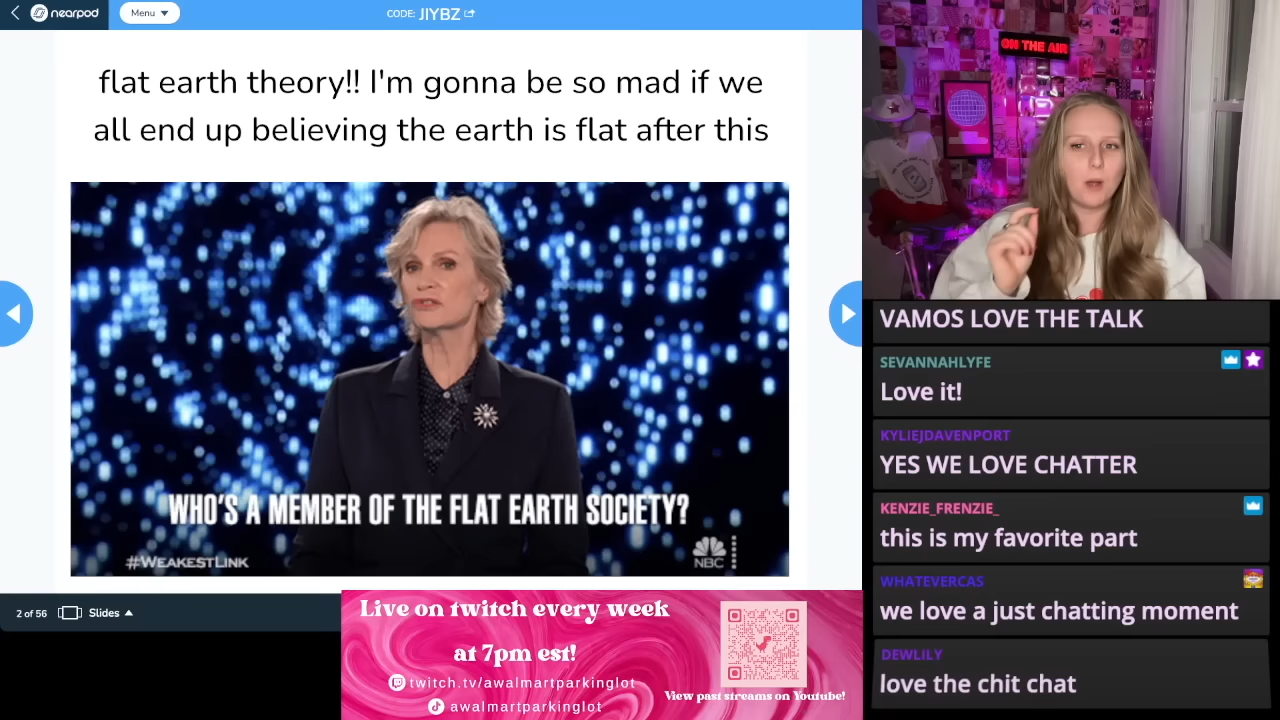 nearpod
Menu
CODE: JIYBZ
flat earth theory!! I'm gonna be so mad if we
all end up believing the earth is flat after this
WHO'S A MEMBER OF THE FLAT EARTH SOCIETY?
#WEAKESTLINK
NBC
2 of 56
Slides
Live on twitch every week
at 7pm est!
twitch.tv/awalmartparkinglot
awalmartparkinglot
View past streams on Youtube!
ON THE AIR
VAMOS LOVE THE TALK
SEVANNAHLYFE
Love it!
KYLIEJDAVENPORT
YES WE LOVE CHATTER
KENZIE_FRENZIE_
this is my favorite part
WHATEVERCAS
we love a just chatting moment
DEWLILY
love the chit chat